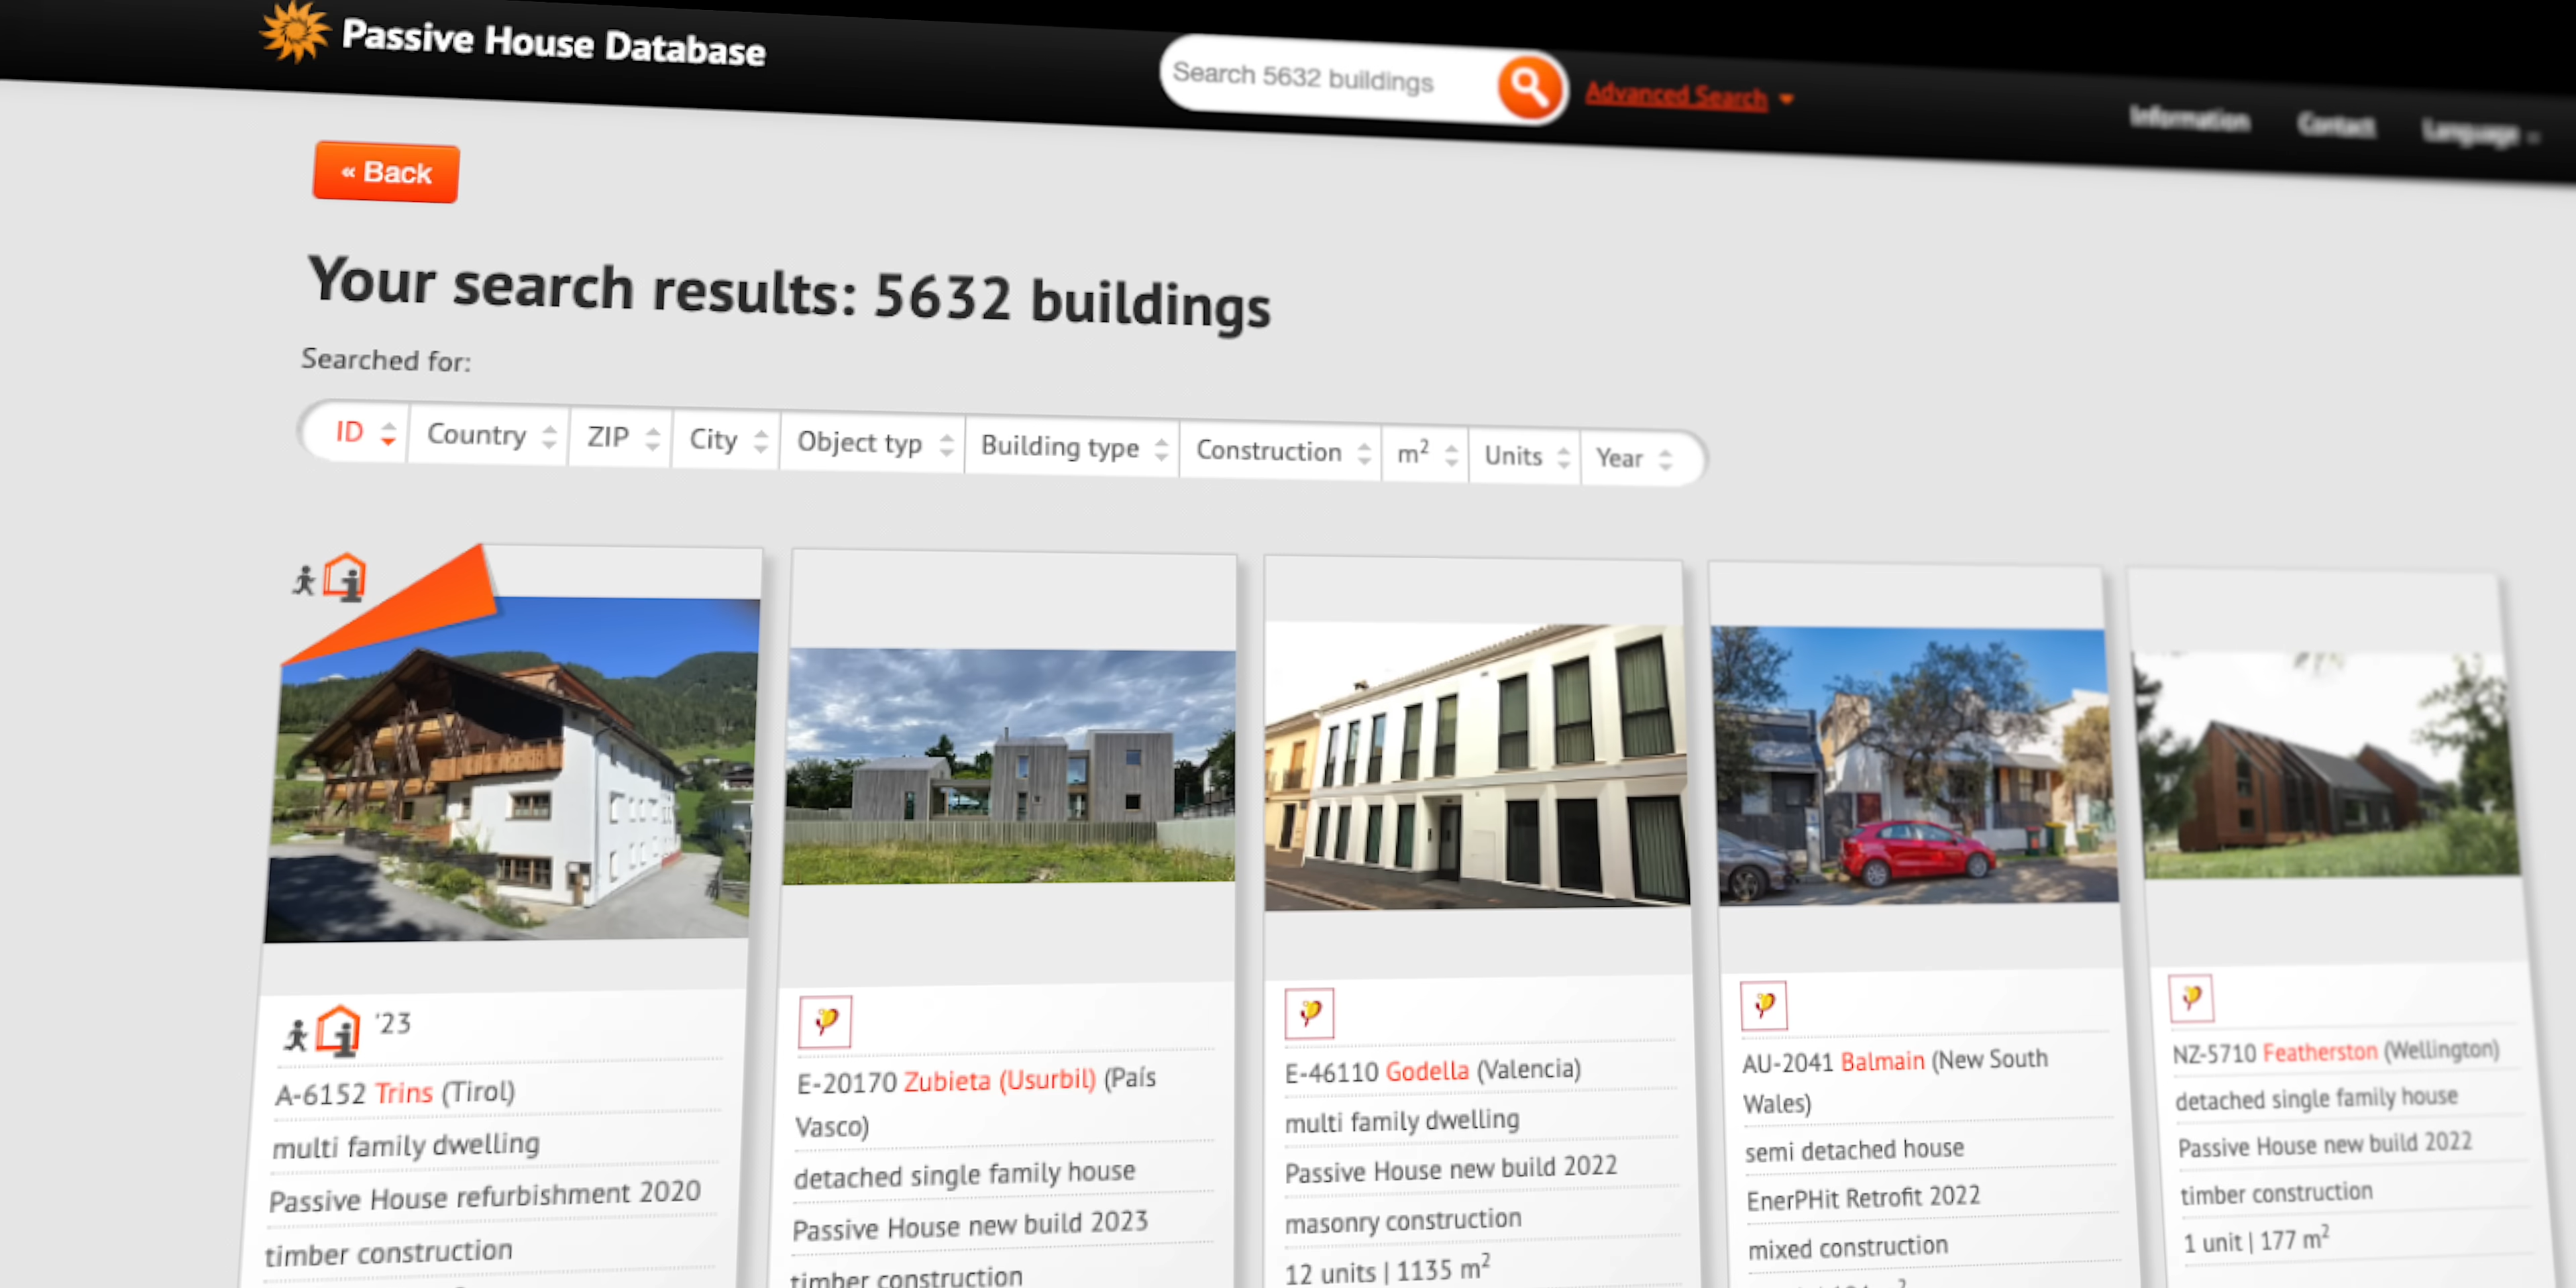 Passive House Database
Search 5632 buildings
Advanced Search
Information
Contact
Language
« Back
Your search results: 5632 buildings
Searched for:
ID
Country
ZIP
City
Object typ
Building type
Construction
m²
Units
Year
'23
A-6152 Trins (Tirol)
multi family dwelling
Passive House refurbishment 2020
timber construction
E-20170 Zubieta (Usurbil) (País
Vasco)
detached single family house
Passive House new build 2023
timber construction
E-46110 Godella (Valencia)
multi family dwelling
Passive House new build 2022
masonry construction
12 units | 1135 m²
AU-2041 Balmain (New South
Wales)
semi detached house
EnerPHit Retrofit 2022
mixed construction
NZ-5710 Featherston (Wellington)
detached single family house
Passive House new build 2022
timber construction
1 unit | 177 m²